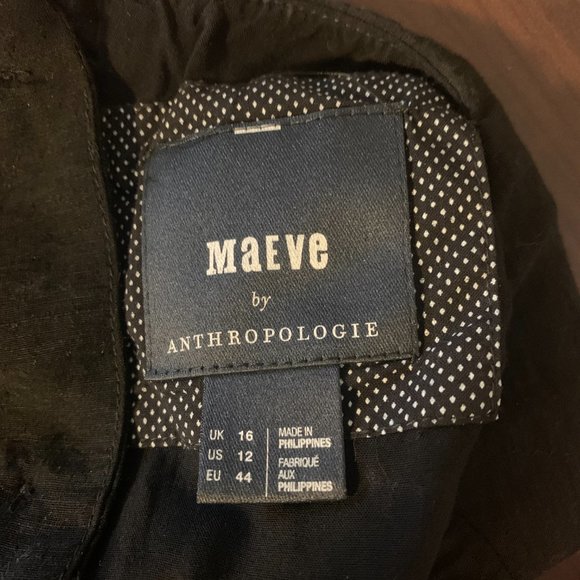 MaEVe
by
ANTHROPOLOGIE
UK 16
US 12
EU 44
MADE IN
PHILIPPINES
FABRIQUÉ
AUX
PHILIPPINES